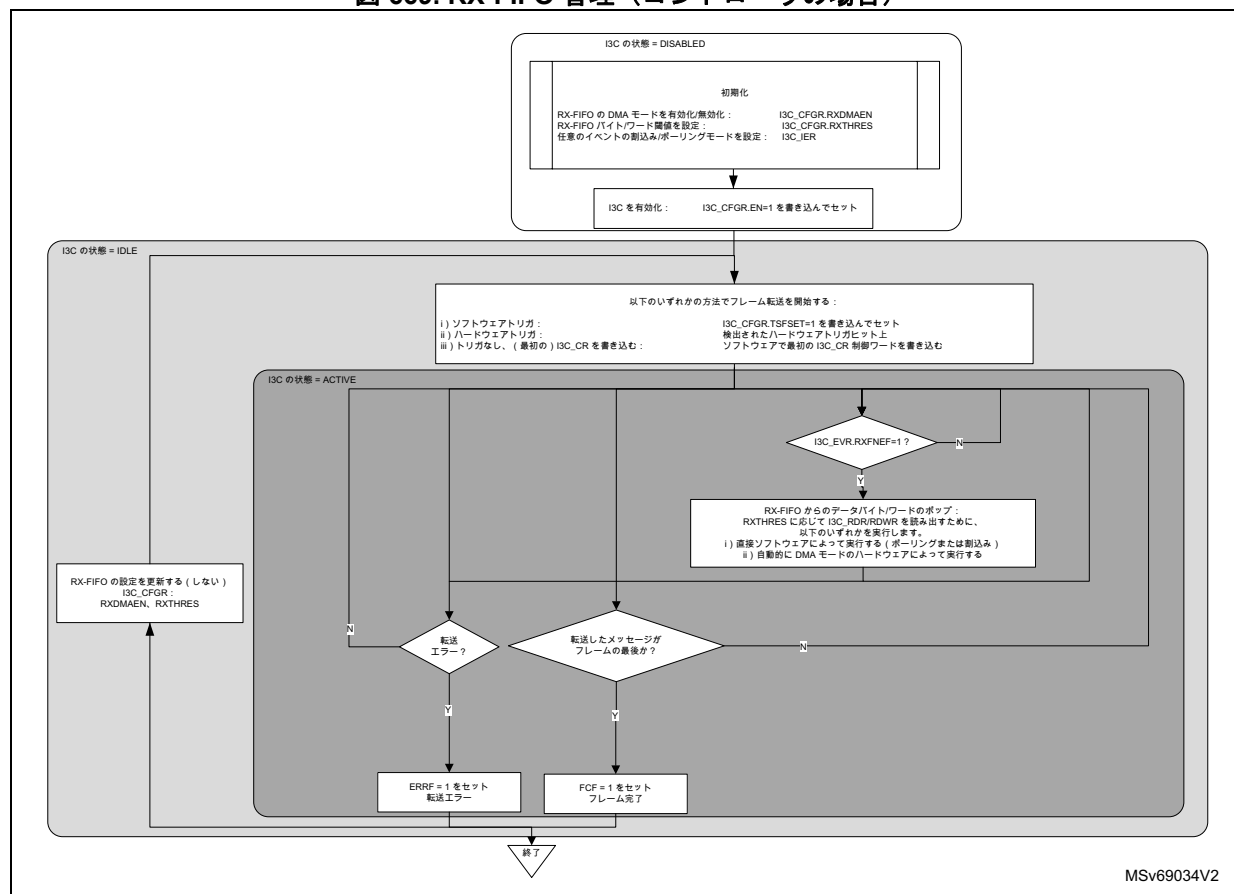 I3C の状態 = DISABLED
初期化
RX-FIFO の DMA モードを有効化/無効化： I3C_CFGR.RXDMAEN
RX-FIFO バイト/ワード閾値を設定： I3C_CFGR.RXTHRES
任意のイベントの割込み/ポーリングモードを設定： I3C_IER
I3C を有効化： I3C_CFGR.EN=1 を書き込んでセット
I3C の状態 = IDLE
以下のいずれかの方法でフレーム転送を開始する：
i ) ソフトウェアトリガ： I3C_CFGR.TSFSET=1 を書き込んでセット
ii ) ハードウェアトリガ： 検出されたハードウェアトリガヒット上
iii ) トリガなし、( 最初の ) I3C_CR を書き込む： ソフトウェアで最初の I3C_CR 制御ワードを書き込む
I3C の状態 = ACTIVE
I3C_EVR.RXFNEF=1 ?
N
Y
RX-FIFO からのデータバイト/ワードのポップ：
RXTHRES に応じて I3C_RDR/RDWR を読み出すために、
以下のいずれかを実行します。
i ) 直接ソフトウェアによって実行する ( ポーリングまたは割込み )
ii ) 自動的に DMA モードのハードウェアによって実行する
RX-FIFO の設定を更新する ( しない )
I3C_CFGR：
RXDMAEN、RXTHRES
N
転送
エラー ?
転送したメッセージが
フレームの最後か ?
N
Y
Y
ERRF = 1 をセット
転送エラー
FCF = 1 をセット
フレーム完了
終了
MSv69034V2